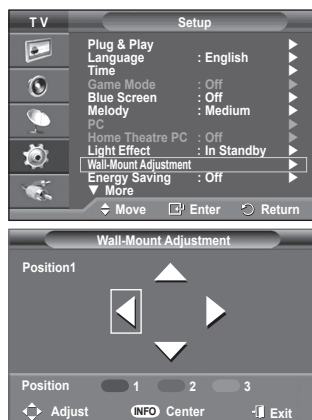 TV Setup
Plug & Play
Language : English
Time
Game Mode : Off
Blue Screen : Off
Melody : Medium
PC
Home Theatre PC : Off
Light Effect : In Standby
Wall-Mount Adjustment
Energy Saving : Off
▼ More
Move Enter Return
Wall-Mount Adjustment
Position1
Position 1 2 3
Adjust INFO Center Exit